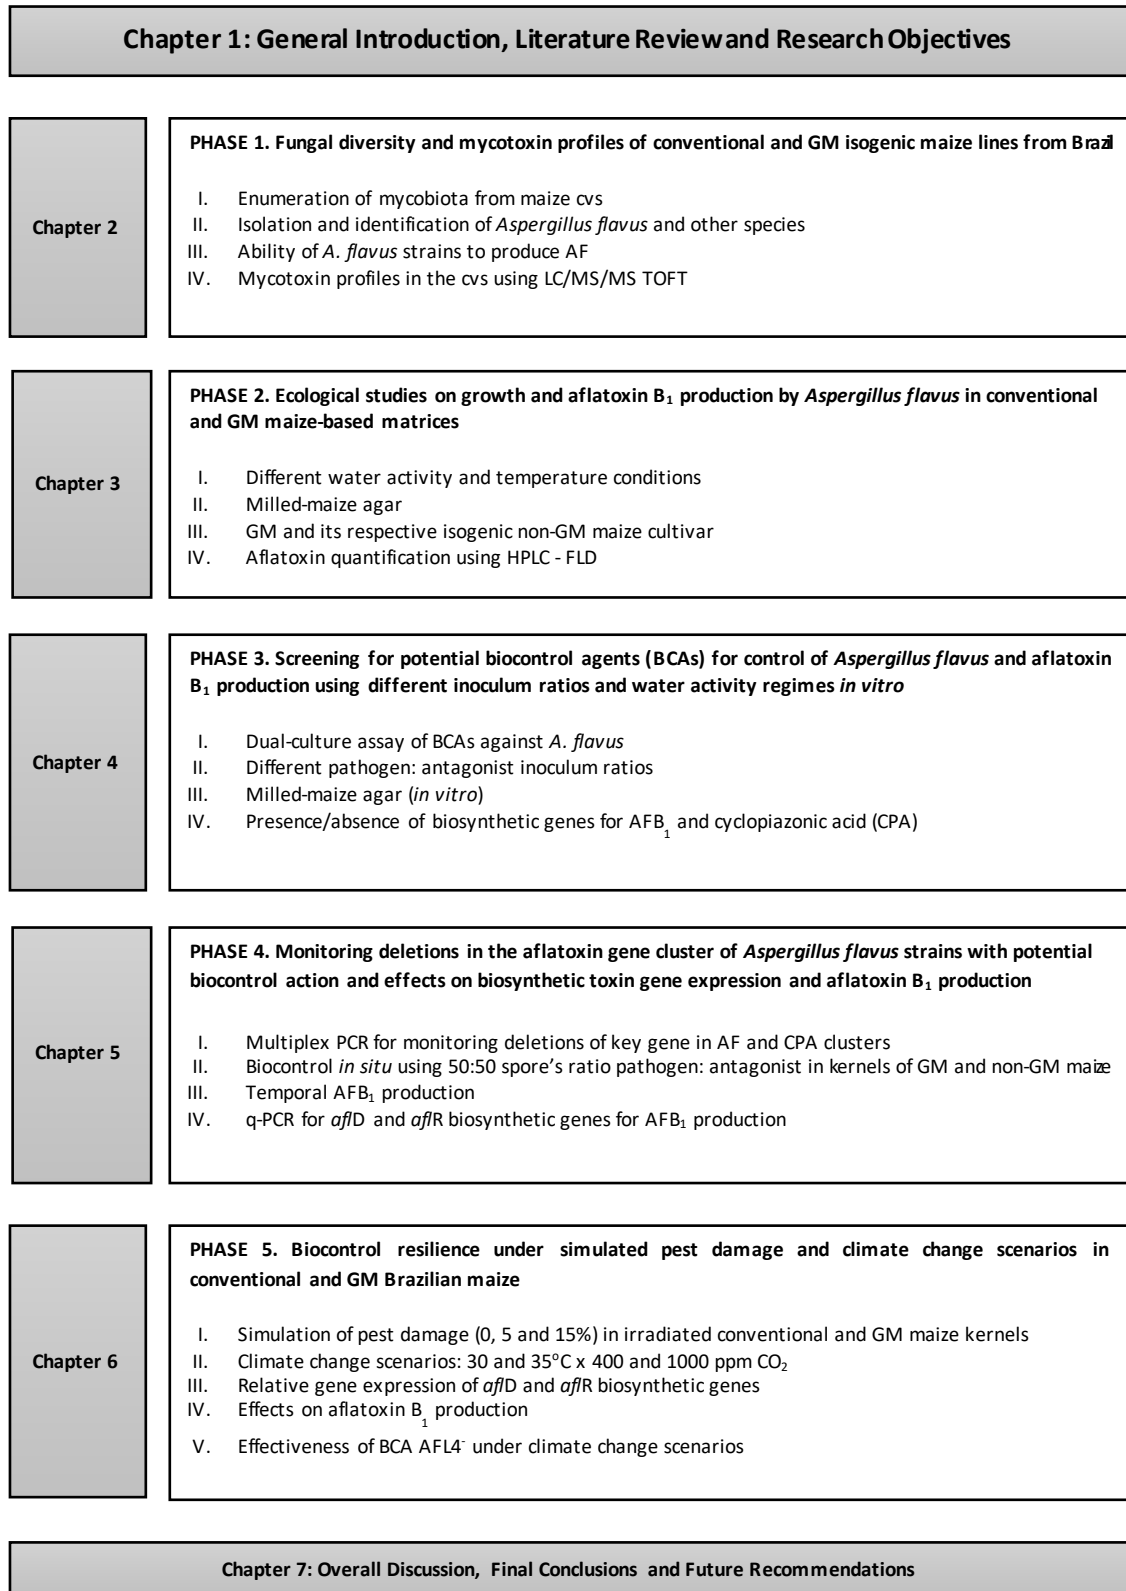 Chapter 1: General Introduction, Literature Review and Research Objectives
Chapter 2
PHASE 1. Fungal diversity and mycotoxin profiles of conventional and GM isogenic maize lines from Brazil
I. Enumeration of mycobiota from maize cvs
II. Isolation and identification of Aspergillus flavus and other species
III. Ability of A. flavus strains to produce AF
IV. Mycotoxin profiles in the cvs using LC/MS/MS TOFT
Chapter 3
PHASE 2. Ecological studies on growth and aflatoxin B₁ production by Aspergillus flavus in conventional
and GM maize-based matrices
I. Different water activity and temperature conditions
II. Milled-maize agar
III. GM and its respective isogenic non-GM maize cultivar
IV. Aflatoxin quantification using HPLC - FLD
Chapter 4
PHASE 3. Screening for potential biocontrol agents (BCAs) for control of Aspergillus flavus and aflatoxin
B₁ production using different inoculum ratios and water activity regimes in vitro
I. Dual-culture assay of BCAs against A. flavus
II. Different pathogen: antagonist inoculum ratios
III. Milled-maize agar (in vitro)
IV. Presence/absence of biosynthetic genes for AFB₁ and cyclopiazonic acid (CPA)
Chapter 5
PHASE 4. Monitoring deletions in the aflatoxin gene cluster of Aspergillus flavus strains with potential
biocontrol action and effects on biosynthetic toxin gene expression and aflatoxin B₁ production
I. Multiplex PCR for monitoring deletions of key gene in AF and CPA clusters
II. Biocontrol in situ using 50:50 spore's ratio pathogen: antagonist in kernels of GM and non-GM maize
III. Temporal AFB₁ production
IV. q-PCR for aflD and aflR biosynthetic genes for AFB₁ production
Chapter 6
PHASE 5. Biocontrol resilience under simulated pest damage and climate change scenarios in
conventional and GM Brazilian maize
I. Simulation of pest damage (0, 5 and 15%) in irradiated conventional and GM maize kernels
II. Climate change scenarios: 30 and 35°C x 400 and 1000 ppm CO₂
III. Relative gene expression of aflD and aflR biosynthetic genes
IV. Effects on aflatoxin B₁ production
V. Effectiveness of BCA AFL4⁻ under climate change scenarios
Chapter 7: Overall Discussion, Final Conclusions and Future Recommendations